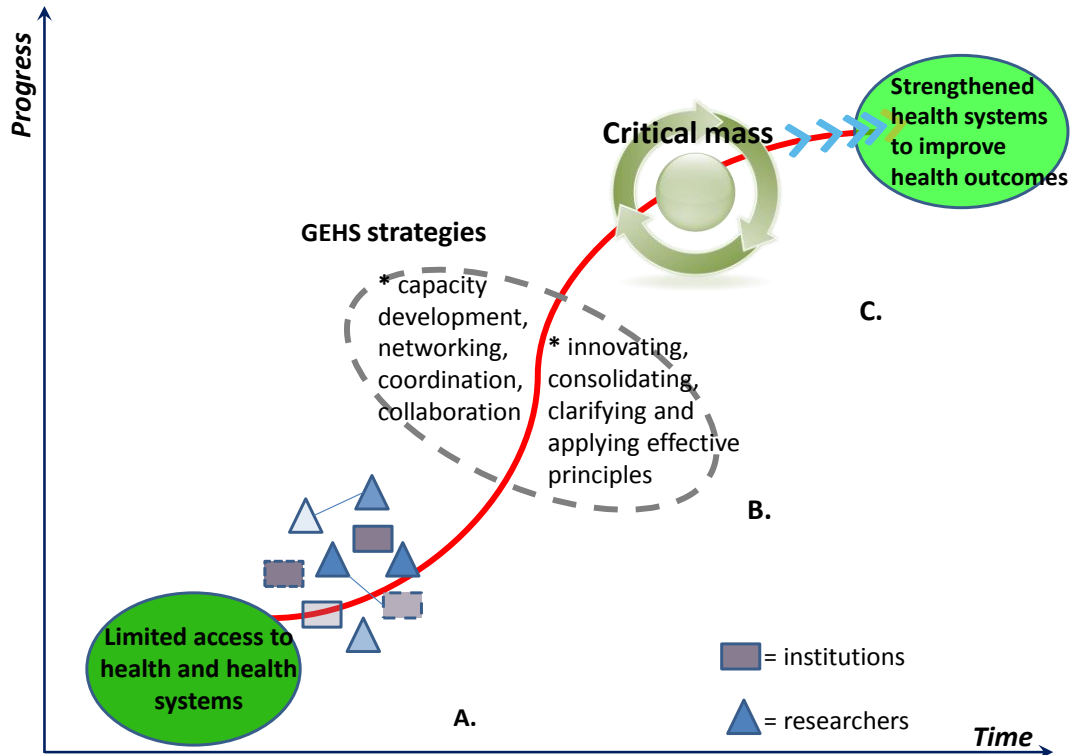 Progress
Strengthened
health systems
to improve
health outcomes
Critical mass
GEHS strategies
* capacity
development,
networking,
coordination,
collaboration
* innovating,
consolidating,
clarifying and
applying effective
principles
C.
B.
Limited access to
health and health
systems
A.
= institutions
= researchers
Time